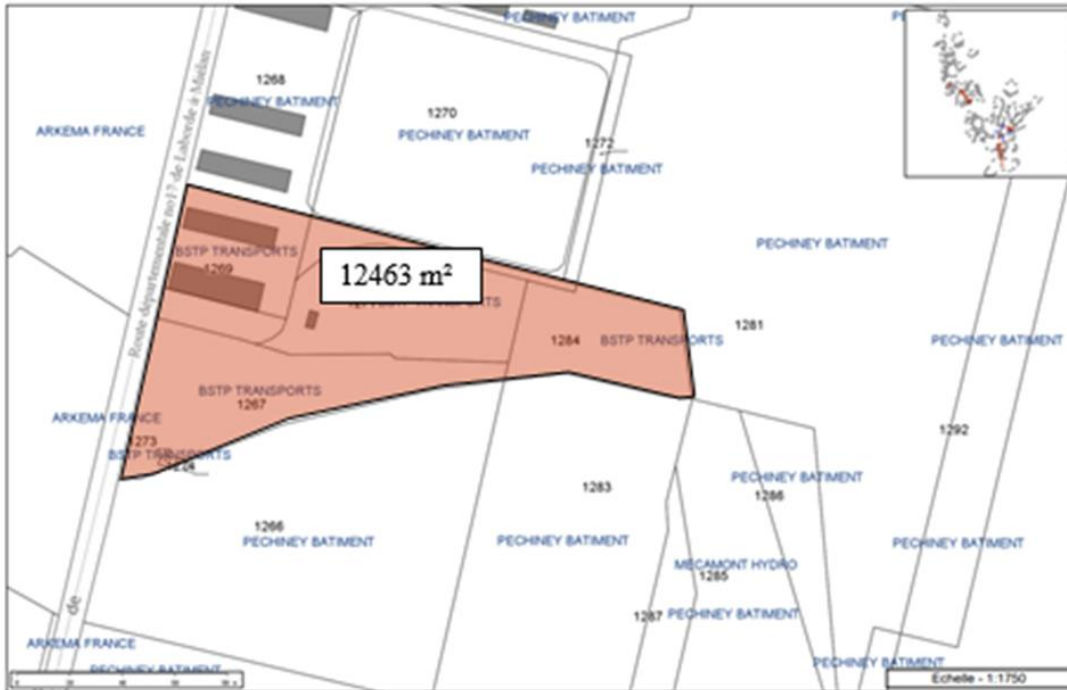 PECHINEY BATIMENT
1268
PECHINEY BATIMENT
1270
PECHINEY BATIMENT
ARKEMA FRANCE
Route départementale no17 de Laborde à Mielan
1272
PECHINEY BATIMENT
BSTP TRANSPORTS
1269
12463 m²
PECHINEY BATIMENT
1281
1284
BSTP TRANSPORTS
PECHINEY BATIMENT
BSTP TRANSPORTS
1267
ARKEMA FRANCE
1273
BSTP TRANSPORTS
1292
PECHINEY BATIMENT
1286
1283
1266
PECHINEY BATIMENT
PECHINEY BATIMENT
PECHINEY BATIMENT
MECAMONT HYDRO
1285
1287
PECHINEY BATIMENT
de
ARKEMA FRANCE
PECHINEY BATIMENT
PECHINEY BATIMENT
Echelle - 1:1750